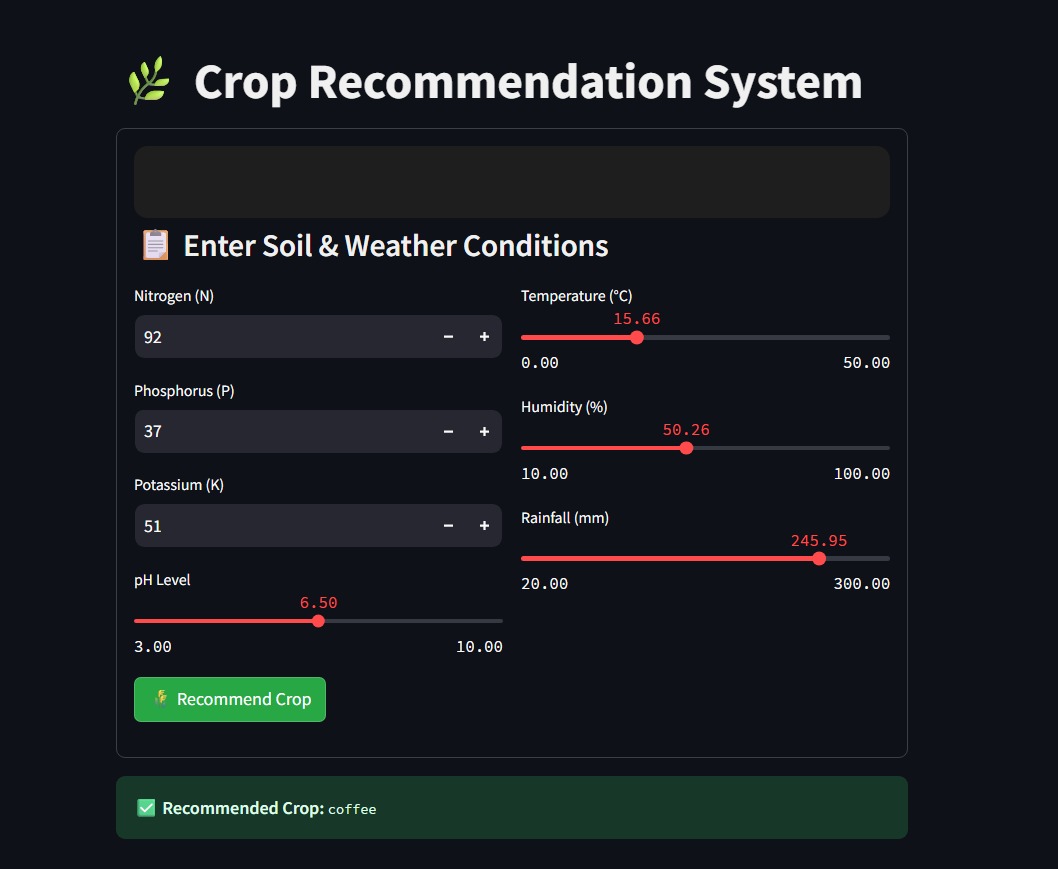 Crop Recommendation System
Enter Soil & Weather Conditions
Nitrogen (N)
92
Phosphorus (P)
37
Potassium (K)
51
pH Level
6.50
3.00 10.00
Temperature (°C)
15.66
0.00 50.00
Humidity (%)
50.26
10.00 100.00
Rainfall (mm)
245.95
20.00 300.00
Recommend Crop
Recommended Crop: coffee